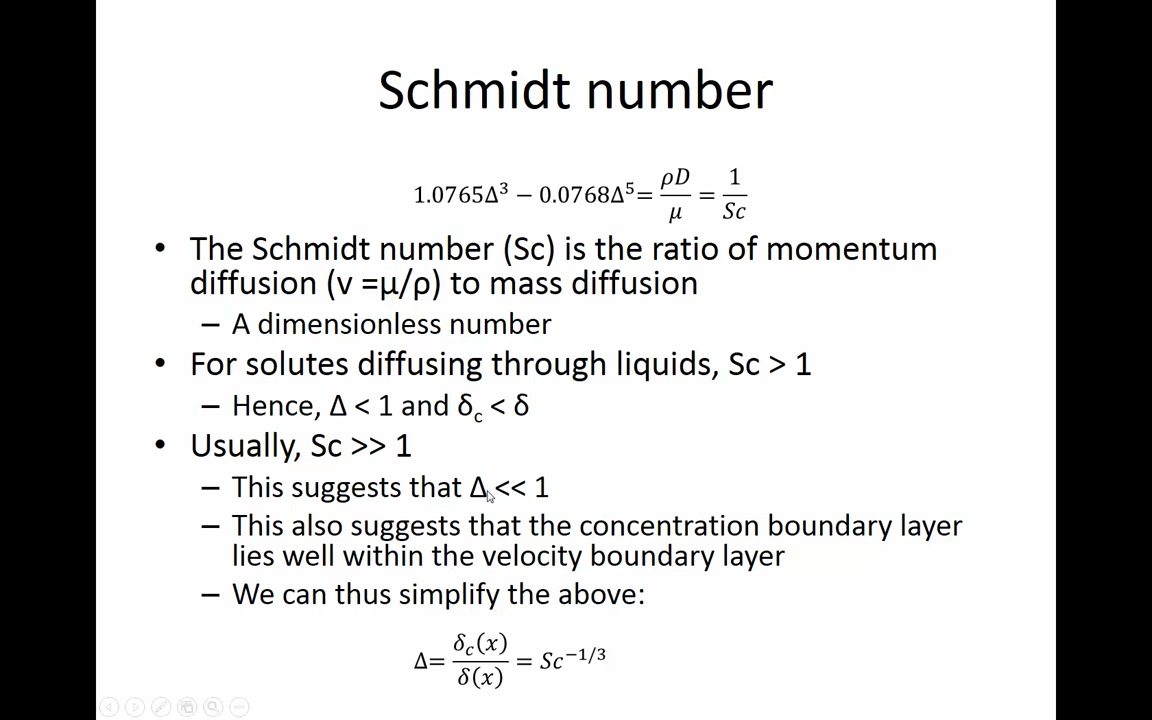 Schmidt number
1.0765Δ³ − 0.0768Δ⁵= ρD/μ = 1/Sc
• The Schmidt number (Sc) is the ratio of momentum
diffusion (ν =μ/ρ) to mass diffusion
– A dimensionless number
• For solutes diffusing through liquids, Sc > 1
– Hence, Δ < 1 and δc < δ
• Usually, Sc >> 1
– This suggests that Δ << 1
– This also suggests that the concentration boundary layer
lies well within the velocity boundary layer
– We can thus simplify the above:
Δ= δc(x)/δ(x) = Sc^−1/3